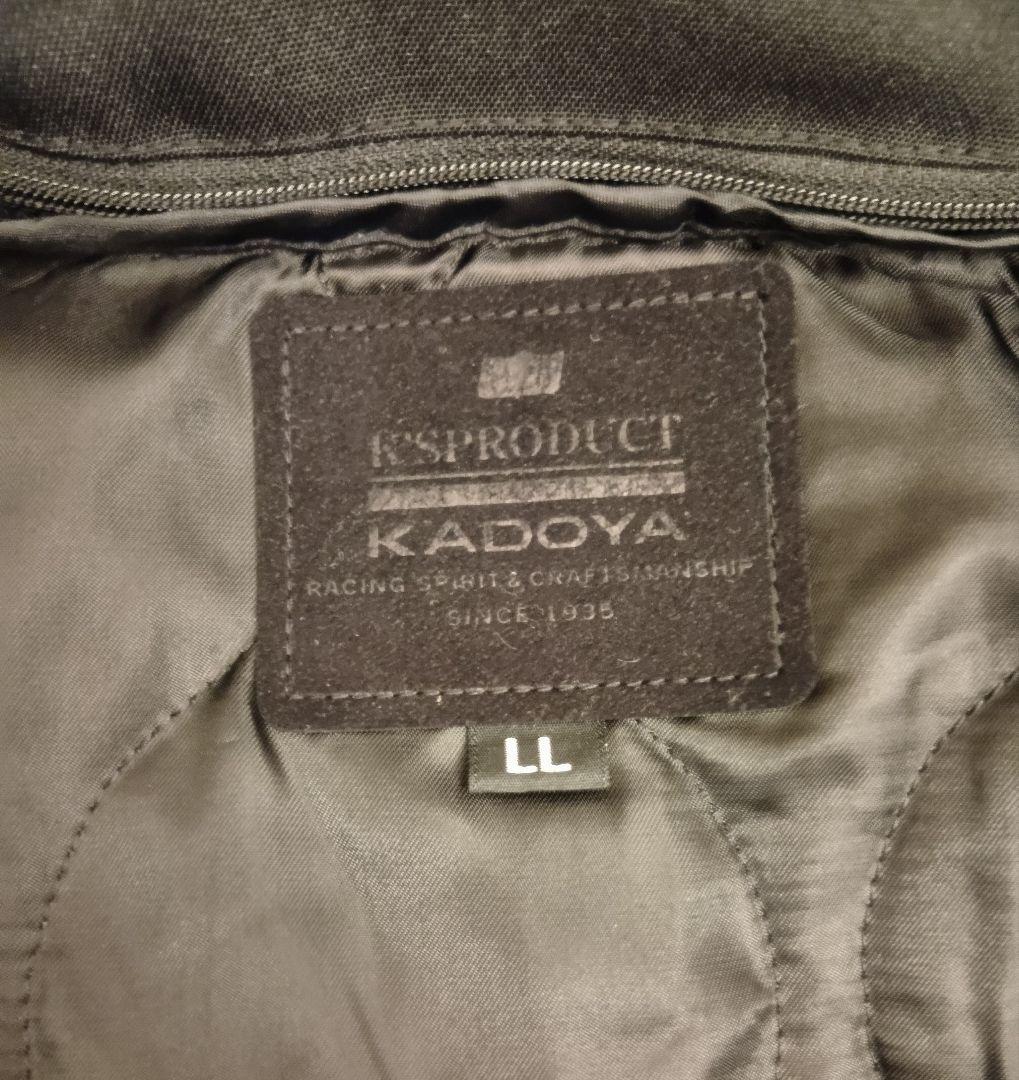 K'SPRODUCT
KADOYA
RACING SPIRIT & CRAFTSMANSHIP
SINCE 1935
LL